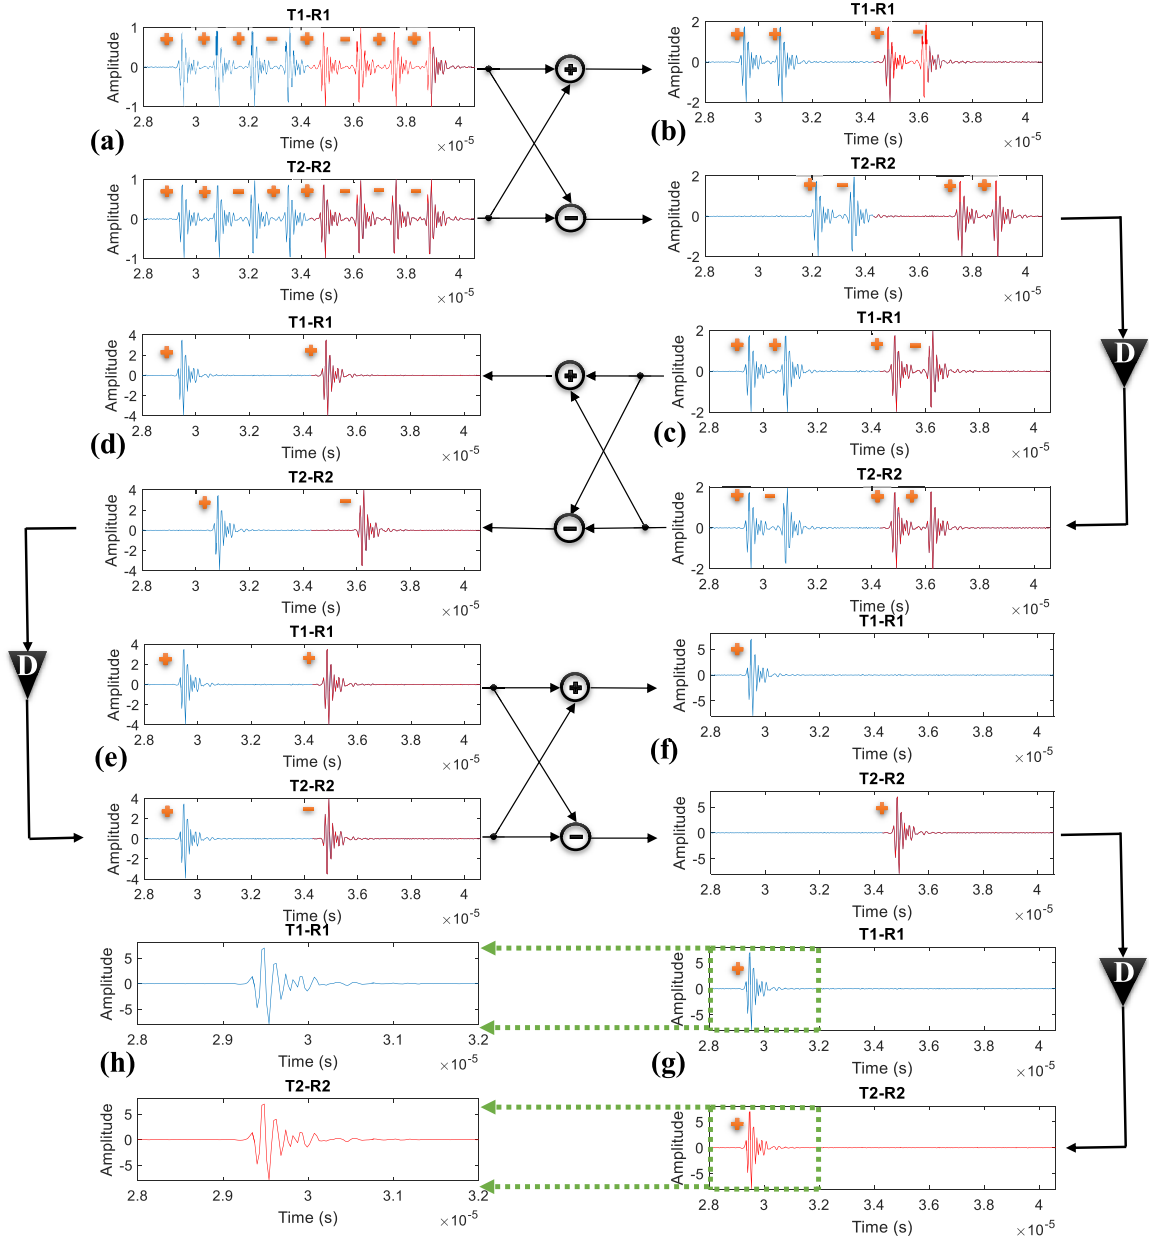 T1-R1
Amplitude
1
0
-1
2.8 3 3.2 3.4 3.6 3.8 4
Time (s)
×10⁻⁵
(a)
T2-R2
Amplitude
1
0
-1
2.8 3 3.2 3.4 3.6 3.8 4
Time (s)
×10⁻⁵
T1-R1
Amplitude
2
0
-2
2.8 3 3.2 3.4 3.6 3.8 4
Time (s)
×10⁻⁵
(b)
T2-R2
Amplitude
2
0
-2
2.8 3 3.2 3.4 3.6 3.8 4
Time (s)
×10⁻⁵
D
T1-R1
Amplitude
2
0
-2
2.8 3 3.2 3.4 3.6 3.8 4
Time (s)
×10⁻⁵
(c)
T2-R2
Amplitude
2
0
-2
2.8 3 3.2 3.4 3.6 3.8 4
Time (s)
×10⁻⁵
T1-R1
Amplitude
4
2
0
-2
-4
2.8 3 3.2 3.4 3.6 3.8 4
Time (s)
×10⁻⁵
(d)
T2-R2
Amplitude
4
2
0
-2
-4
2.8 3 3.2 3.4 3.6 3.8 4
Time (s)
×10⁻⁵
D
T1-R1
Amplitude
4
2
0
-2
-4
2.8 3 3.2 3.4 3.6 3.8 4
Time (s)
×10⁻⁵
(e)
T2-R2
Amplitude
4
2
0
-2
-4
2.8 3 3.2 3.4 3.6 3.8 4
Time (s)
×10⁻⁵
T1-R1
Amplitude
5
0
-5
2.8 3 3.2 3.4 3.6 3.8 4
Time (s)
×10⁻⁵
(f)
T2-R2
Amplitude
5
0
-5
2.8 3 3.2 3.4 3.6 3.8 4
Time (s)
×10⁻⁵
D
T1-R1
Amplitude
5
0
-5
2.8 3 3.2 3.4 3.6 3.8 4
Time (s)
×10⁻⁵
(g)
T2-R2
Amplitude
5
0
-5
2.8 3 3.2 3.4 3.6 3.8 4
Time (s)
×10⁻⁵
T1-R1
Amplitude
5
0
-5
2.8 2.9 3 3.1 3.2
Time (s)
×10⁻⁵
(h)
T2-R2
Amplitude
5
0
-5
2.8 2.9 3 3.1 3.2
Time (s)
×10⁻⁵